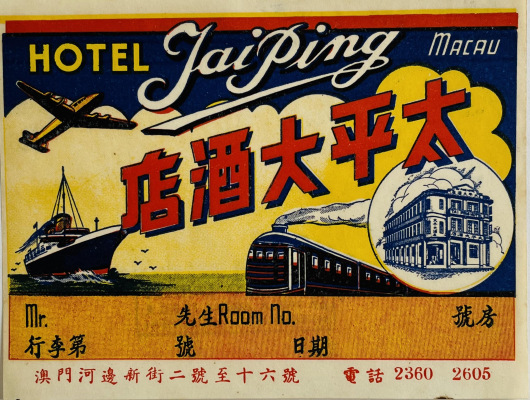 HOTEL Tai Ping MACAU
太平大酒店
Mr. 先生 Room No. 號房
行李第 號 日期
澳門河邊新街二號至十六號 電話 2360 2605